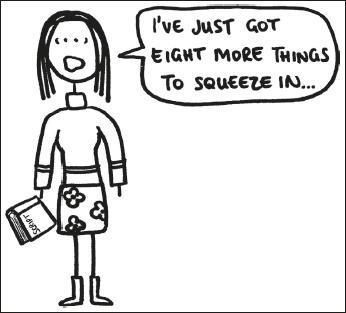 I'VE JUST GOT
EIGHT MORE THINGS
TO SQUEEZE IN...
SCRIPT